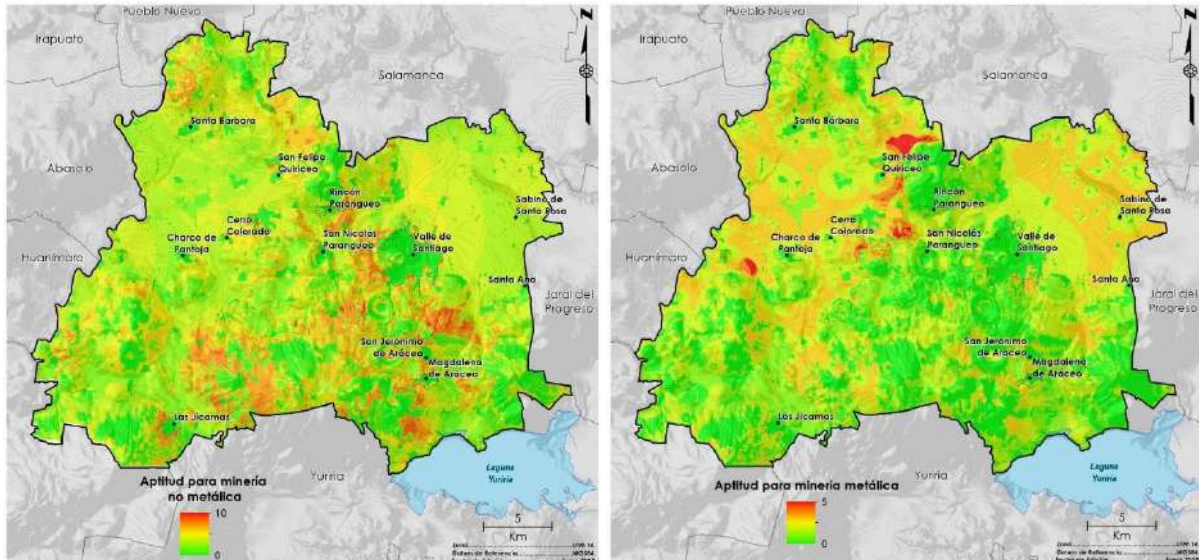 Pueblo Nuevo
Irapuato
Salamanca
Santa Bárbara
Abasolo
San Felipe
Quiriceo
Rincón
Parangueo
Sabino de
Santa Rosa
Cerro
Colorado
San Nicolás
Parangueo
Valle de
Santiago
Charco de
Pantoja
Huanímaro
Santa Ana
Jaral del
Progreso
San Jerónimo
de Aráceo
Magdalena
de Aráceo
Las Jícamas
Yuriria
Laguna
Yuriria
Aptitud para minería
no metálica
10
0
5
Km
N
Pueblo Nuevo
Irapuato
Salamanca
Santa Bárbara
Abasolo
San Felipe
Quiriceo
Rincón
Parangueo
Sabino de
Santa Rosa
Cerro
Colorado
San Nicolás
Parangueo
Valle de
Santiago
Charco de
Pantoja
Huanímaro
Santa Ana
Jaral del
Progreso
San Jerónimo
de Aráceo
Magdalena
de Aráceo
Las Jícamas
Yuriria
Laguna
Yuriria
Aptitud para minería metálica
5
0
5
Km
N